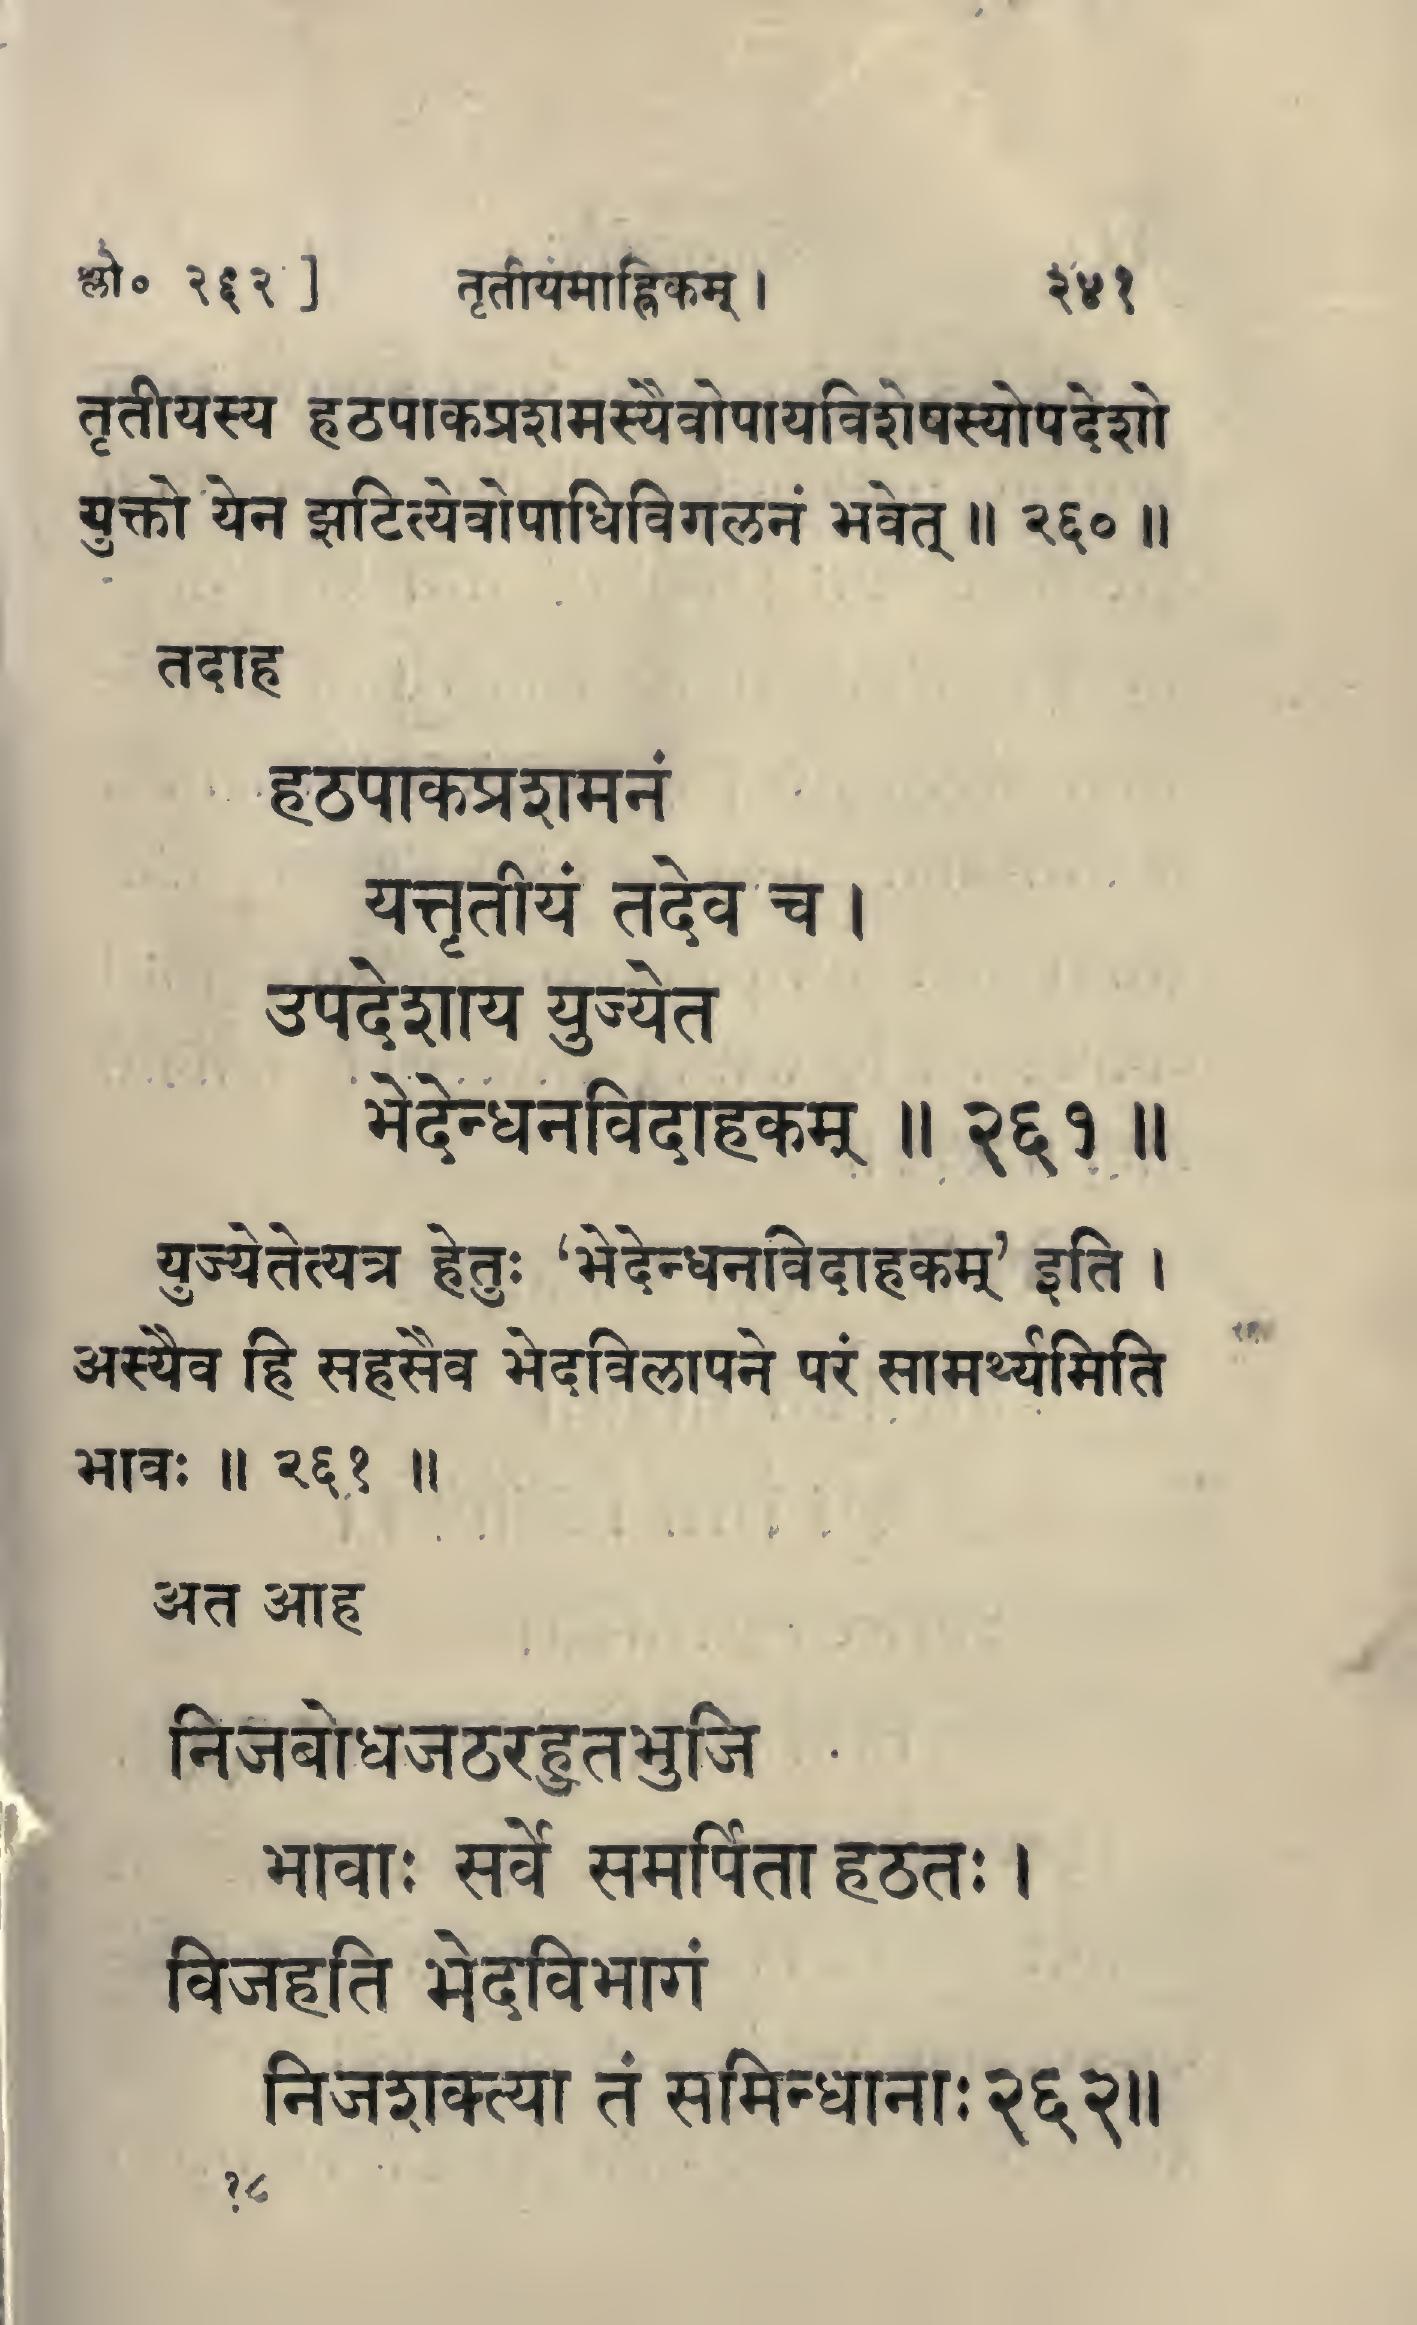 श्लो० २६२ ] तृतीयमाह्निकम् । २४१
तृतीयस्य हठपाकप्रशमस्यैवोपायविशेषस्योपदेशो
युक्तो येन झटित्येवोपाधिविगलनं भवेत् ॥ २६० ॥
तदाह
हठपाकप्रशमनं
यत्तृतीयं तदेव च ।
उपदेशाय युज्येत
भेदेन्धनविदाहकम् ॥ २६१ ॥
युज्येतेत्यत्र हेतुः ‘भेदेन्धनविदाहकम्’ इति ।
अस्यैव हि सहसैव भेदविलापने परं सामर्थ्यमिति
भावः ॥ २६१ ॥
अत आह
निजबोधजठरहुतभुजि
भावाः सर्वे समर्पिता हठतः ।
विजहति भेदविभागं
निजशक्त्या तं समिन्धानाः २६२॥
१८